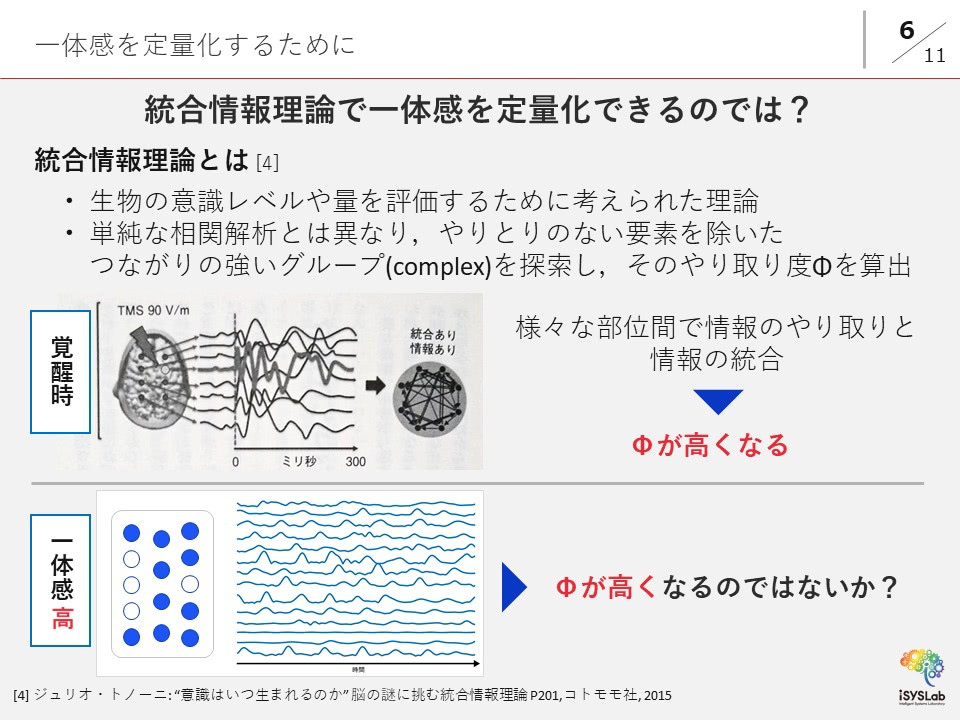 一体感を定量化するために
6
11
統合情報理論で一体感を定量化できるのでは？
統合情報理論とは [4]
・ 生物の意識レベルや量を評価するために考えられた理論
・ 単純な相関解析とは異なり，やりとりのない要素を除いた
つながりの強いグループ(complex)を探索し，そのやり取り度Φを算出
覚醒時
TMS 90 V/m
統合あり
情報あり
0 ミリ秒 300
様々な部位間で情報のやり取りと
情報の統合
Φが高くなる
一体感高
時間
Φが高くなるのではないか？
[4] ジュリオ・トノーニ: “意識はいつ生まれるのか” 脳の謎に挑む統合情報理論 P201, コトモモ社, 2015
iSYSLab
Intelligent Systems Laboratory